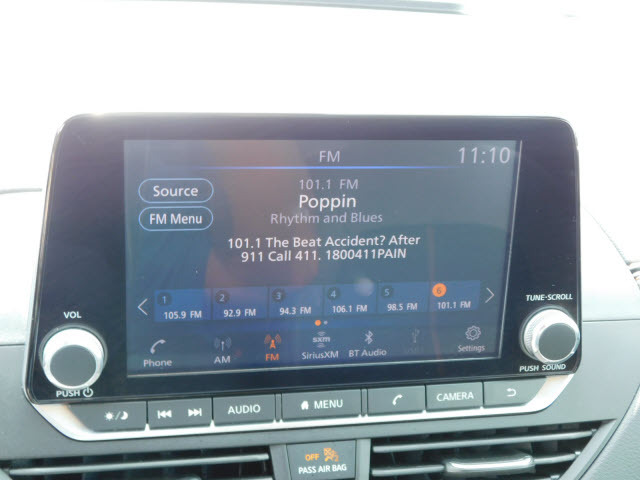 FM
11:10
Source
FM Menu
101.1 FM
Poppin
Rhythm and Blues
101.1 The Beat Accident? After
911 Call 411. 1800411PAIN
1 2 3 4 5 6
105.9 FM 92.9 FM 94.3 FM 106.1 FM 98.5 FM 101.1 FM
Phone AM FM SiriusXM BT Audio Settings
VOL
PUSH
TUNE·SCROLL
PUSH SOUND
AUDIO MENU CAMERA
OFF
PASS AIR BAG